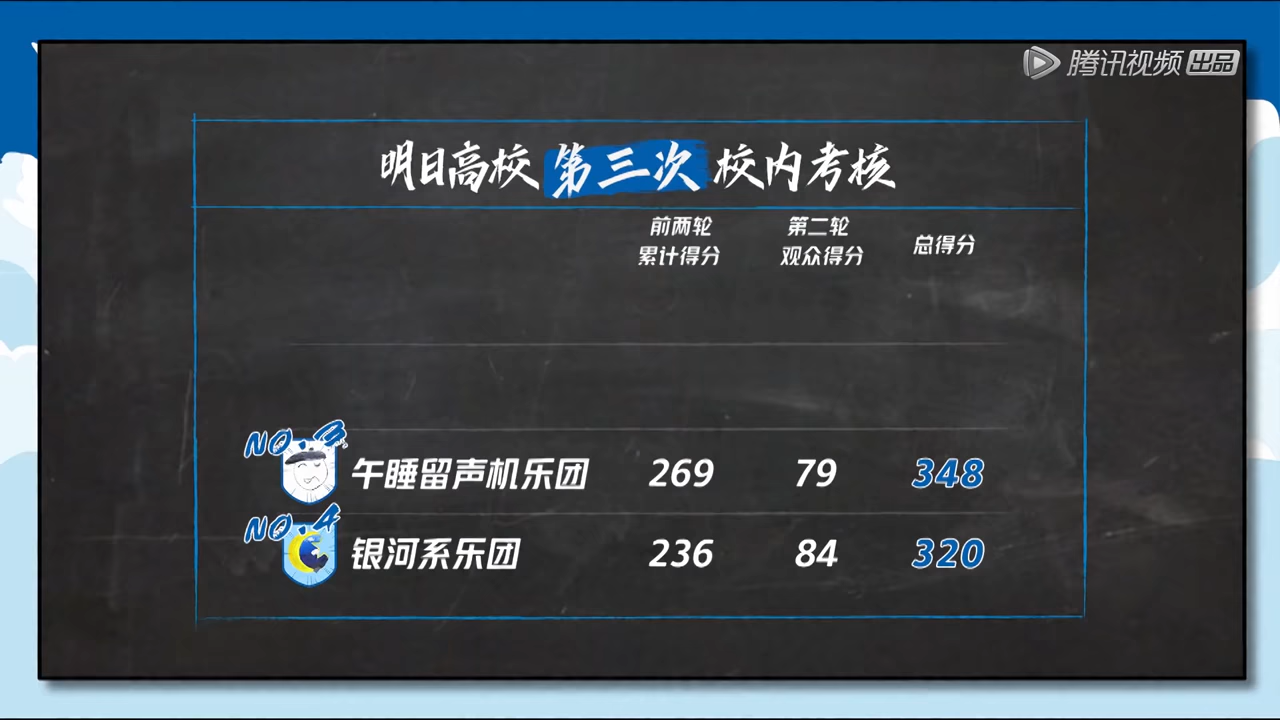 腾讯视频 出品
明日高校 第三次 校内考核
前两轮
累计得分
第二轮
观众得分
总得分
NO.3
午睡留声机乐团 269 79 348
NO.4
银河系乐团 236 84 320